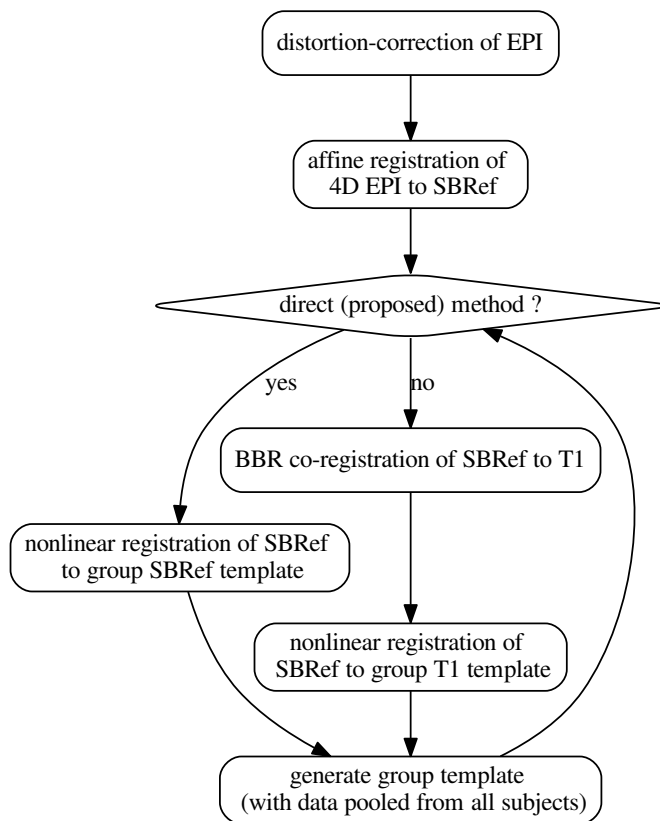 distortion-correction of EPI
affine registration of
4D EPI to SBRef
direct (proposed) method ?
yes
no
BBR co-registration of SBRef to T1
nonlinear registration of SBRef
to group SBRef template
nonlinear registration of
SBRef to group T1 template
generate group template
(with data pooled from all subjects)